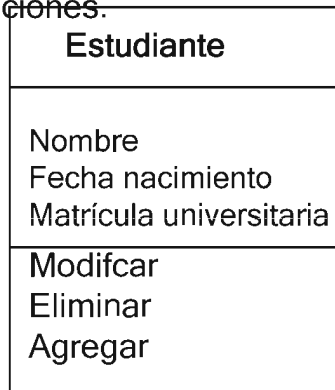 ciones.
Estudiante
Nombre
Fecha nacimiento
Matrícula universitaria
Modifcar
Eliminar
Agregar